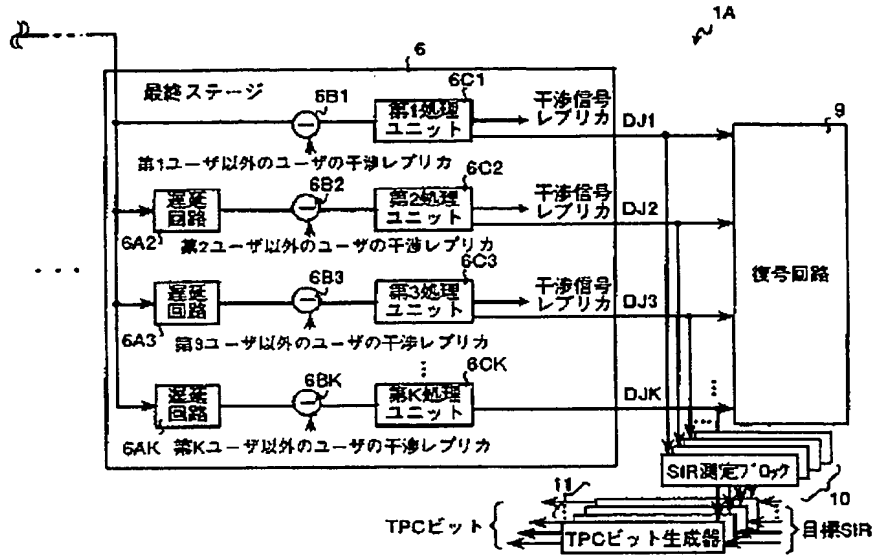 1A
6
最終ステージ
6B1
6C1
第1処理
ユニット
干渉信号
レプリカ
DJ1
9
第1ユーザ以外のユーザの干渉レプリカ
遅延
回路
6A2
6B2
6C2
第2処理
ユニット
干渉信号
レプリカ
DJ2
第2ユーザ以外のユーザの干渉レプリカ
復号回路
遅延
回路
6A3
6B3
6C3
第3処理
ユニット
干渉信号
レプリカ
DJ3
第3ユーザ以外のユーザの干渉レプリカ
遅延
回路
6AK
6BK
6CK
第K処理
ユニット
DJK
第Kユーザ以外のユーザの干渉レプリカ
SIR測定ブロック
10
11
TPCビット
TPCビット生成器
目標SIR